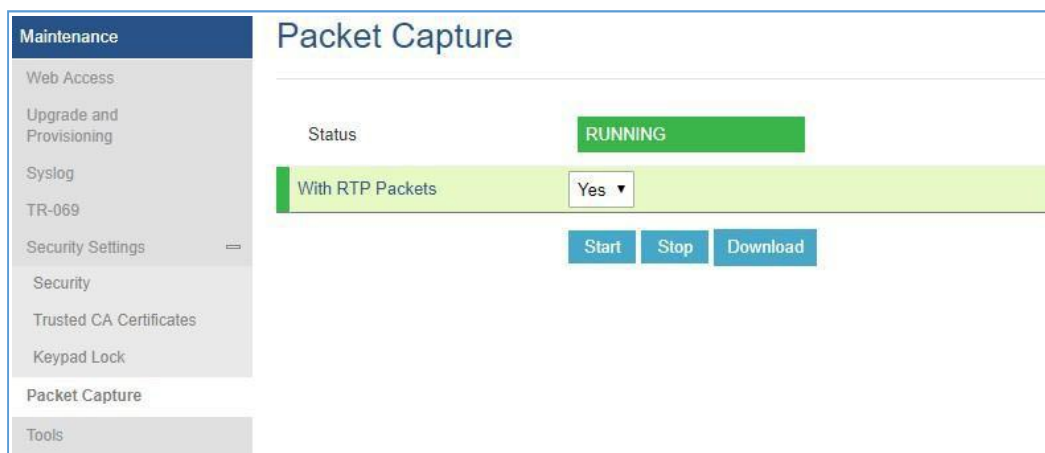 Maintenance
Web Access
Upgrade and
Provisioning
Syslog
TR-069
Security Settings
Security
Trusted CA Certificates
Keypad Lock
Packet Capture
Tools
Packet Capture
Status
RUNNING
With RTP Packets
Yes
Start
Stop
Download